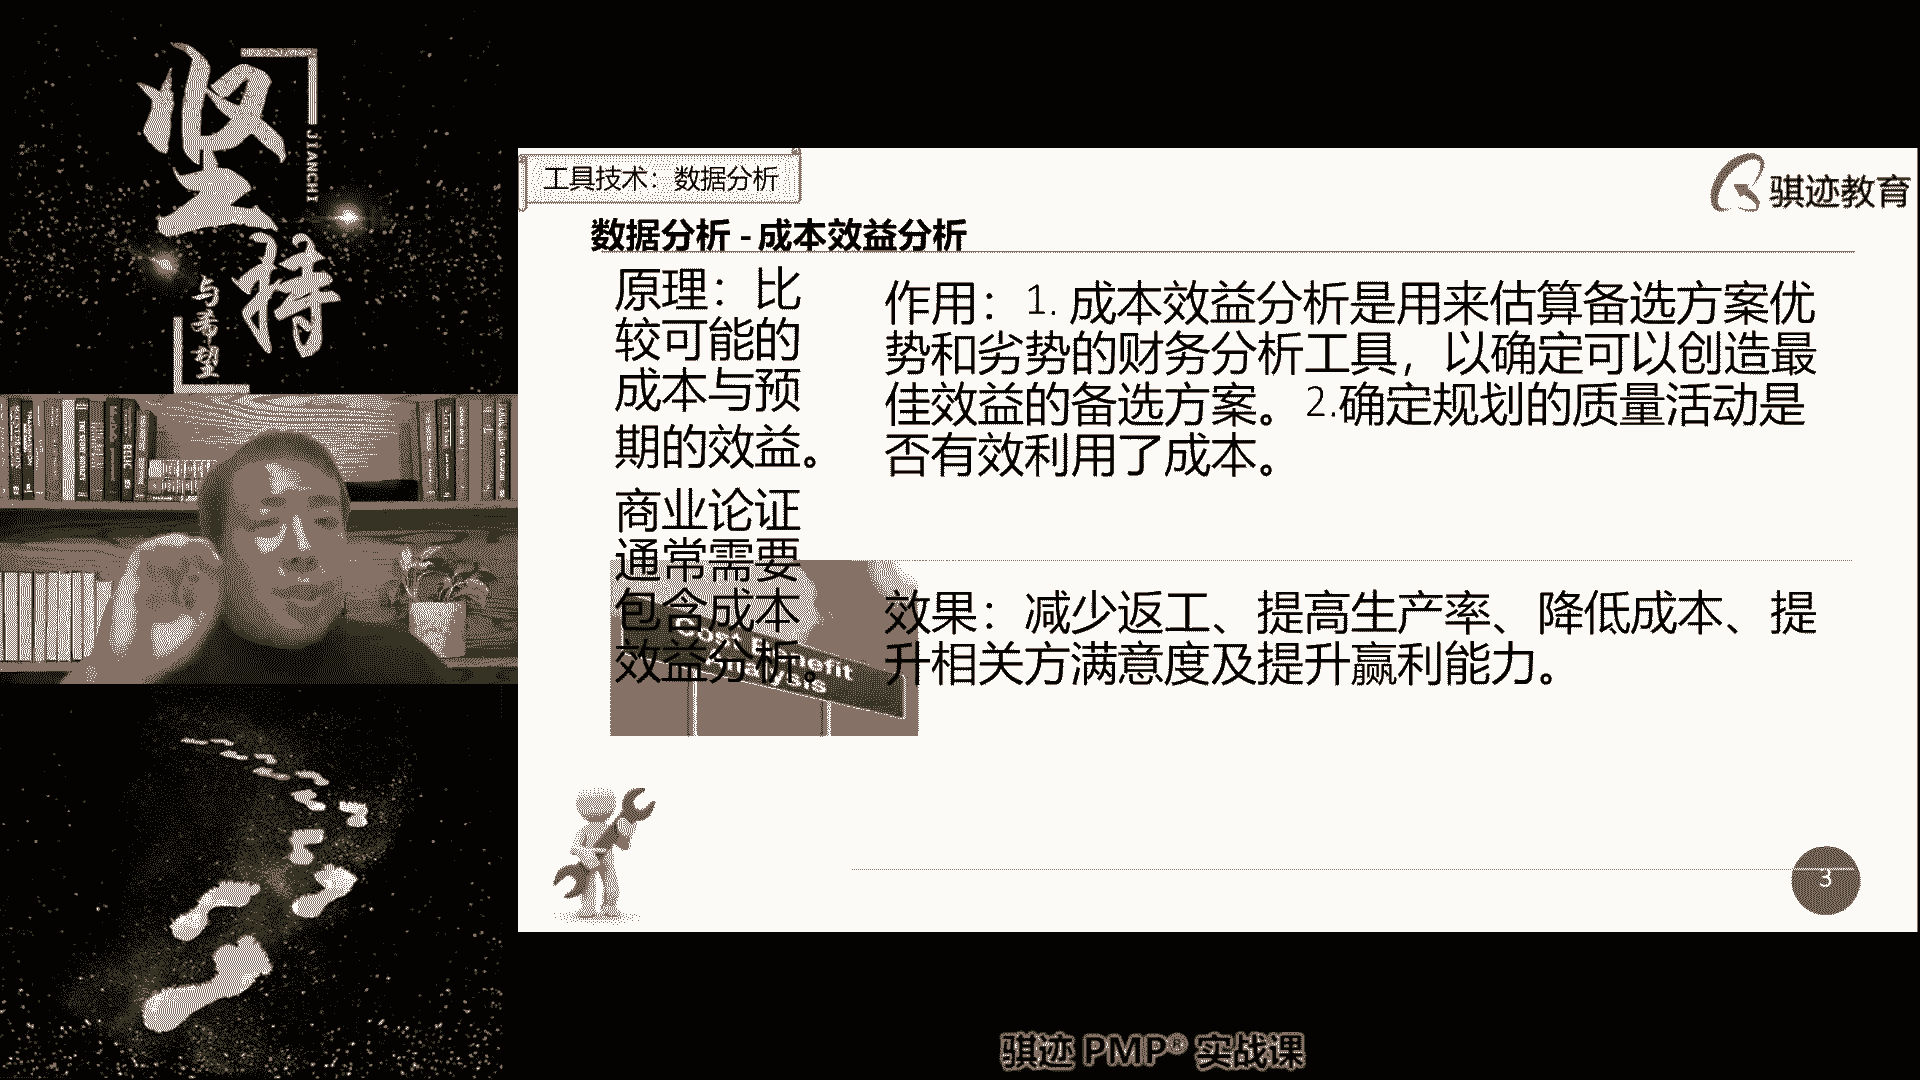 坚持
JIANCHI
与希望
工具技术：数据分析
骐迹教育
数据分析 - 成本效益分析
原理：比
较可能的
成本与预
期的效益。
商业论证
通常需要
包含成本
效益分析。
作用：1. 成本效益分析是用来估算备选方案优
势和劣势的财务分析工具，以确定可以创造最
佳效益的备选方案。2.确定规划的质量活动是
否有效利用了成本。
效果：减少返工、提高生产率、降低成本、提
升相关方满意度及提升赢利能力。
Cost Benefit
Analysis
3
骐迹 PMP® 实战课